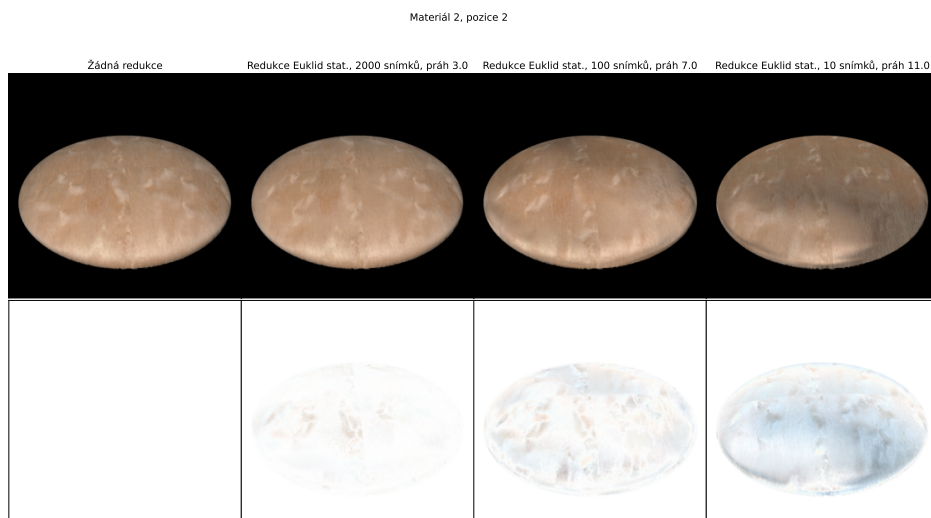 Materiál 2, pozice 2
Žádná redukce
Redukce Euklid stat., 2000 snímků, práh 3.0
Redukce Euklid stat., 100 snímků, práh 7.0
Redukce Euklid stat., 10 snímků, práh 11.0